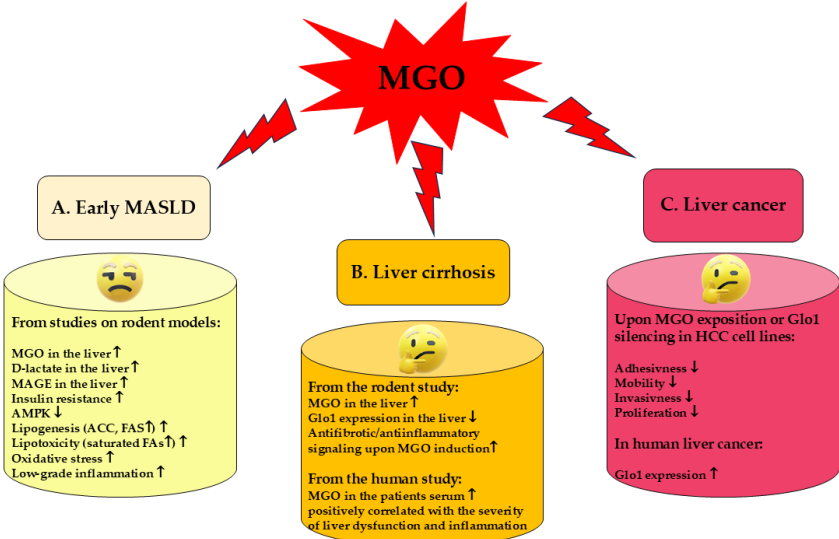 MGO
A. Early MASLD
From studies on rodent models:
MGO in the liver ↑
D-lactate in the liver ↑
MAGE in the liver ↑
Insulin resistance ↑
AMPK ↓
Lipogenesis (ACC, FAS↑) ↑
Lipotoxicity (saturated FAs↑) ↑
Oxidative stress ↑
Low-grade inflammation ↑
B. Liver cirrhosis
From the rodent study:
MGO in the liver ↑
Glo1 expression in the liver ↓
Antifibrotic/antiinflammatory
signaling upon MGO induction↑
From the human study:
MGO in the patients serum ↑
positively correlated with the severity
of liver dysfunction and inflammation
C. Liver cancer
Upon MGO exposition or Glo1
silencing in HCC cell lines:
Adhesivness ↓
Mobility ↓
Invasivness ↓
Proliferation ↓
In human liver cancer:
Glo1 expression ↑